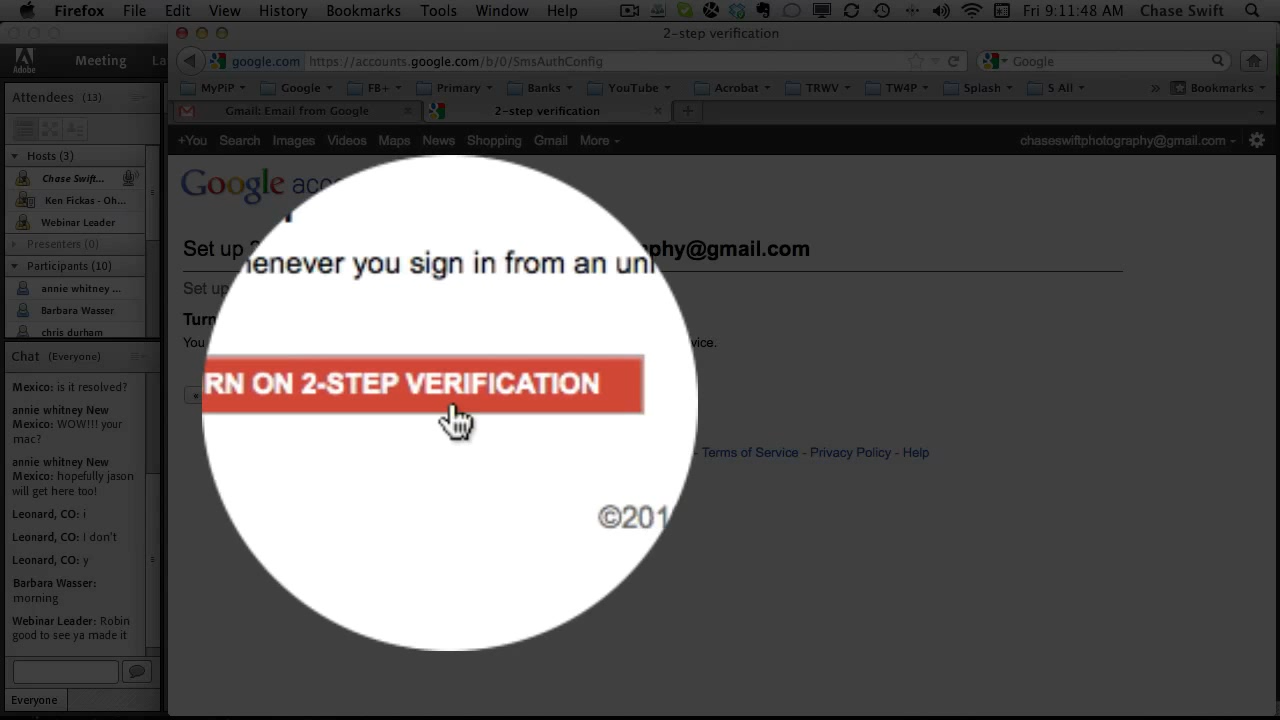 Firefox File Edit View History Bookmarks Tools Window Help Fri 9:11:48 AM Chase Swift
2-step verification
Adobe
Meeting La
google.com https://accounts.google.com/b/0/SmsAuthConfig Google
MyPiP Google FB+ Primary Banks YouTube Acrobat TRWV TW4P Splash 5 All » Bookmarks
Gmail: Email from Google 2-step verification
+You Search Images Videos Maps News Shopping Gmail More chaseswiftphotography@gmail.com
Attendees (13)
Hosts (3)
Chase Swift...
Ken Fickas - Oh...
Webinar Leader
Presenters (0)
Participants (10)
annie whitney ...
Barbara Wasser
chris durham
Chat (Everyone)
Mexico: is it resolved?
annie whitney New
Mexico: WOW!!! your
mac?
annie whitney New
Mexico: hopefully jason
will get here too!
Leonard, CO: i
Leonard, CO: I don't
Leonard, CO: y
Barbara Wasser:
morning
Webinar Leader: Robin
good to see ya made it
Everyone
Google acc
Set up 2 phy@gmail.com
Set up
Turn
You vice.
henever you sign in from an un
RN ON 2-STEP VERIFICATION
«
- Terms of Service - Privacy Policy - Help
©201